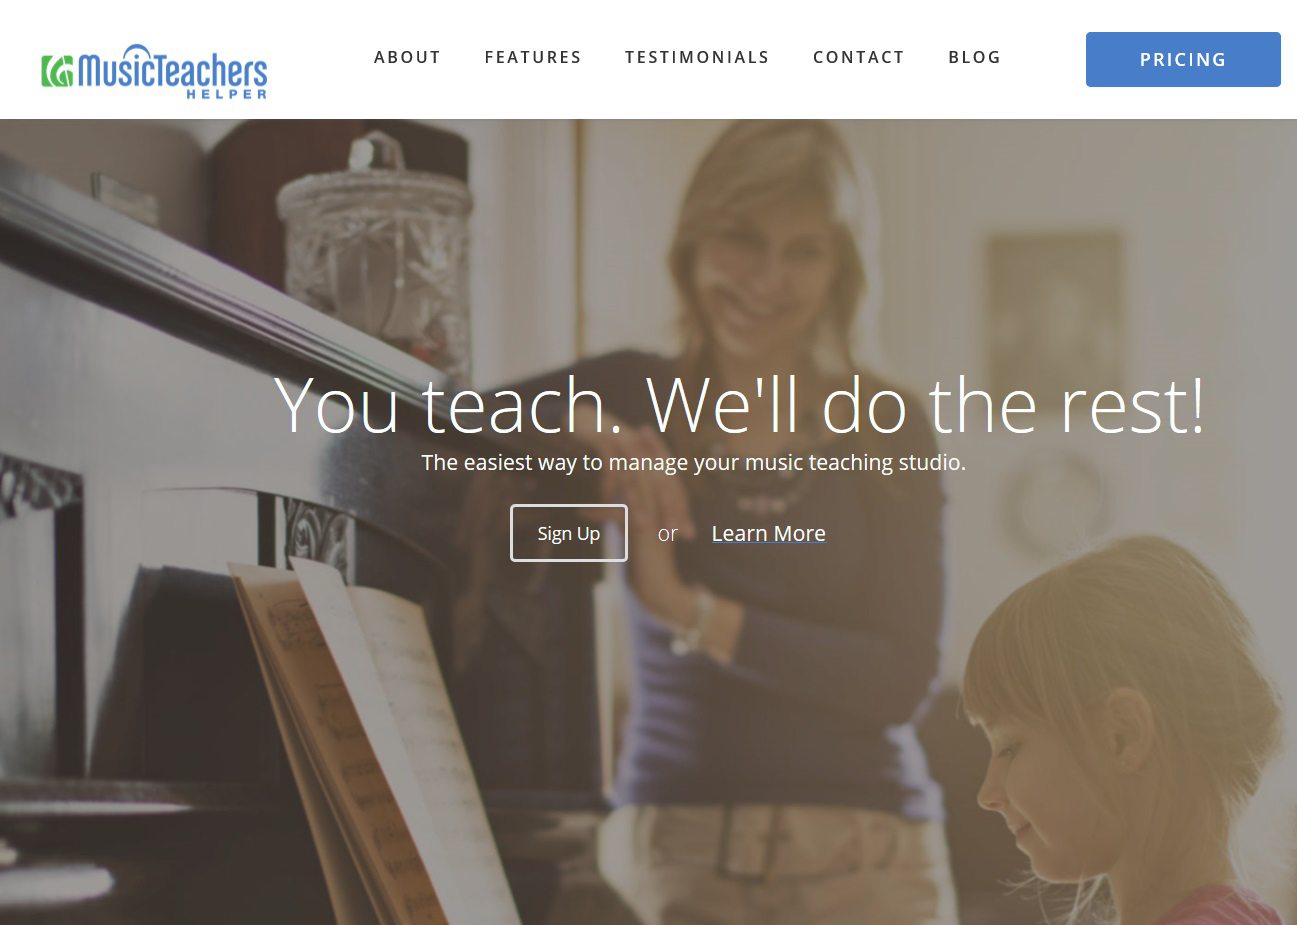 MusicTeachers
HELPER
ABOUT
FEATURES
TESTIMONIALS
CONTACT
BLOG
PRICING
You teach. We'll do the rest!
The easiest way to manage your music teaching studio.
Sign Up
or
Learn More